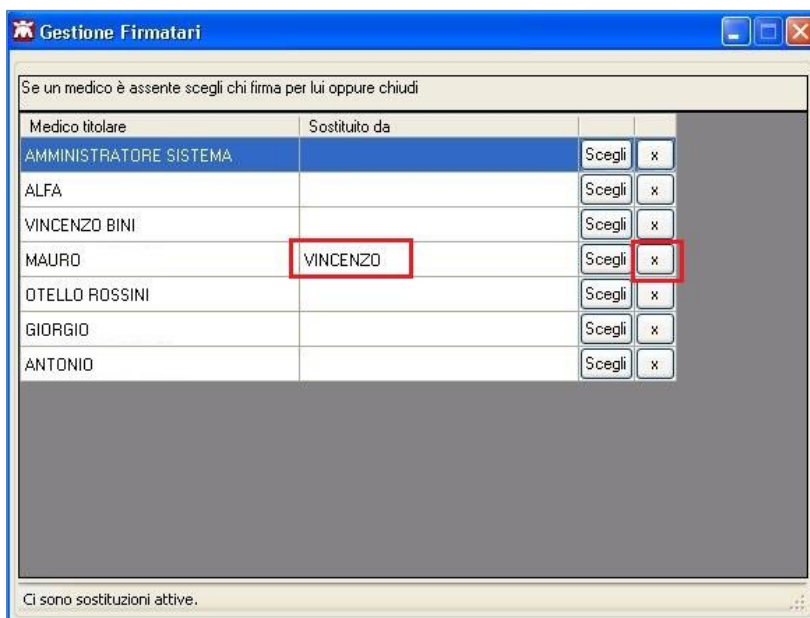 Gestione Firmatari
Se un medico è assente scegli chi firma per lui oppure chiudi
Medico titolare Sostituito da
AMMINISTRATORE SISTEMA Scegli x
ALFA Scegli x
VINCENZO BINI Scegli x
MAURO VINCENZO Scegli x
OTELLO ROSSINI Scegli x
GIORGIO Scegli x
ANTONIO Scegli x
Ci sono sostituzioni attive.